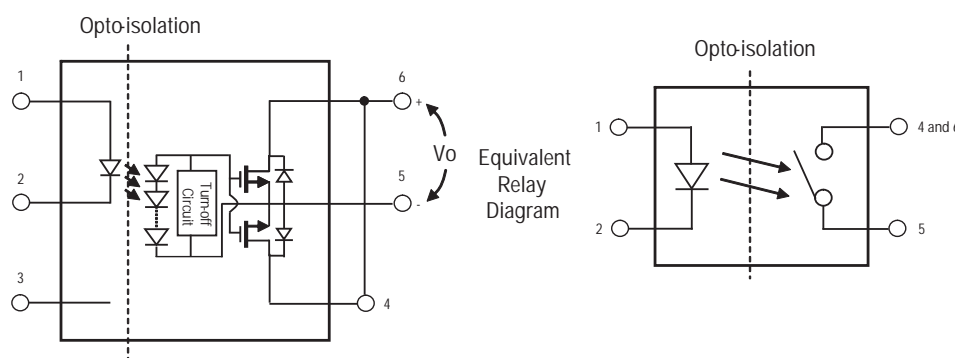 Opto-isolation
1
2
3
Turn-off
Circuit
6
+
Vo
5
-
4
Equivalent
Relay
Diagram
Opto-isolation
1
2
4 and
5